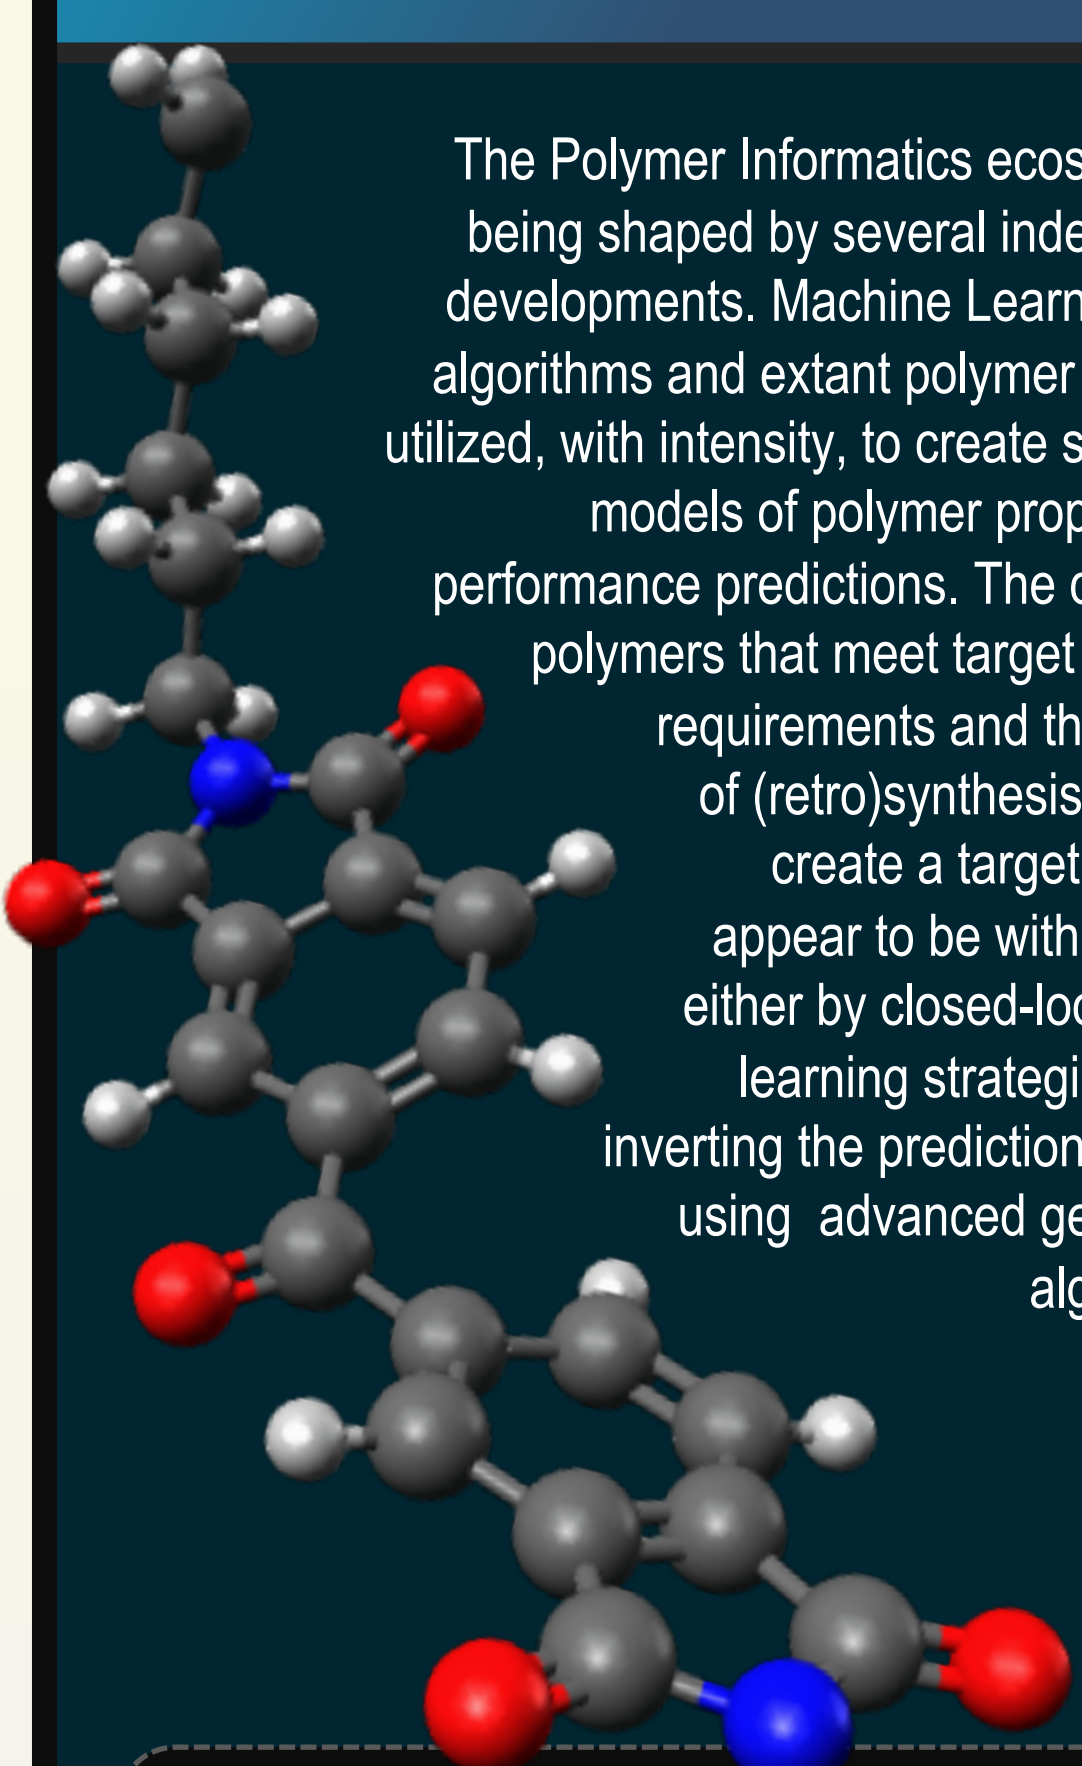 The Polymer Informatics ecos
being shaped by several inde
developments. Machine Learn
algorithms and extant polymer
utilized, with intensity, to create s
models of polymer prop
performance predictions. The
polymers that meet target
requirements and th
of (retro)synthesis
create a target
appear to be with
either by closed-loo
learning strategi
inverting the prediction
using advanced ge
alg